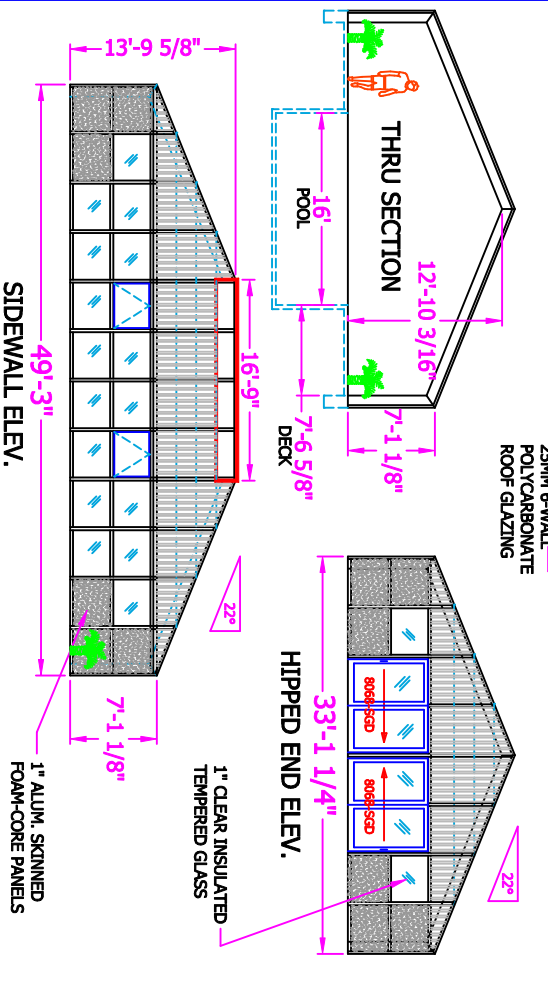 25MM 6-WALL
POLYCARBONATE
ROOF GLAZING
THRU SECTION
12'-10 3/16"
16'
POOL
7'-6 5/8"
DECK
7'-1 1/8"
13'-9 5/8"
16'-9"
22°
49'-3"
7'-1 1/8"
SIDEWALL ELEV.
1" ALUM. SKINNED
FOAM-CORE PANELS
8068-SGD
8068-SGD
22°
33'-1 1/4"
HIPPED END ELEV.
1" CLEAR INSULATED
TEMPERED GLASS